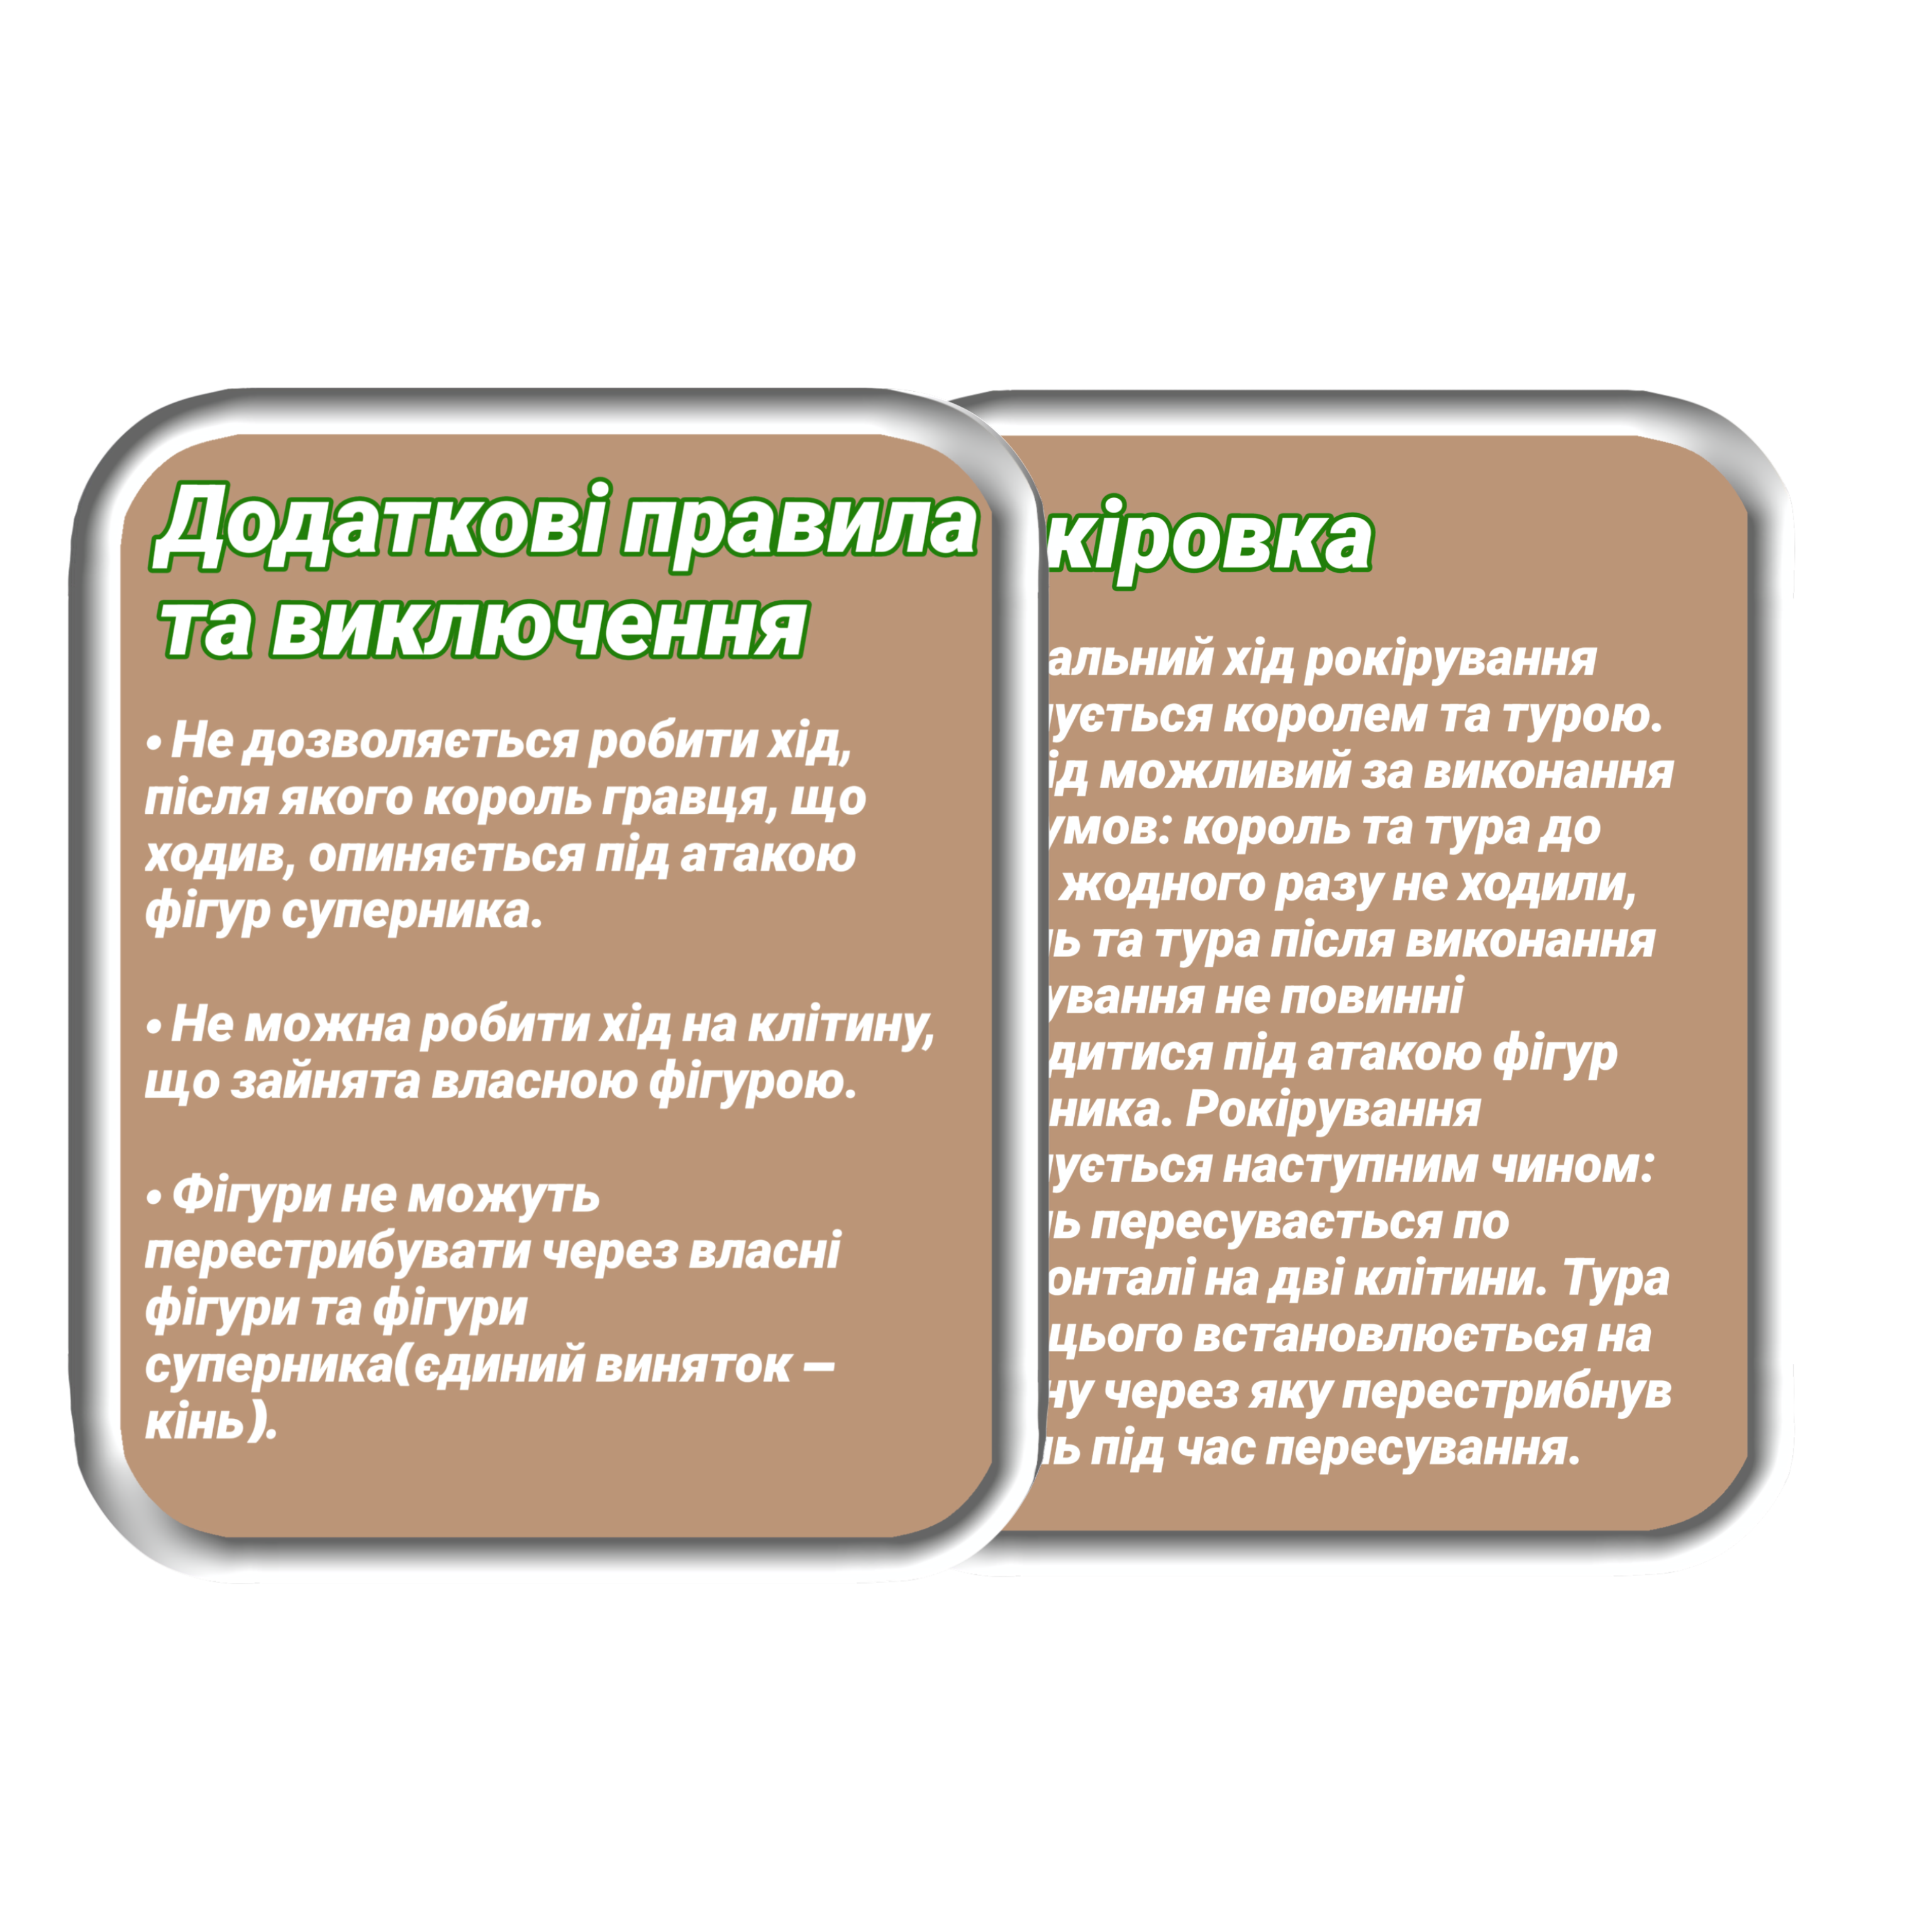 Додаткові правила
та виключення
• Не дозволяється робити хід,
після якого король гравця, що
ходив, опиняється під атакою
фігур суперника.
• Не можна робити хід на клітину,
що зайнята власною фігурою.
• Фігури не можуть
перестрибувати через власні
фігури та фігури
суперника(єдиний виняток –
кінь).
кіровка
альний хід рокірування
ується королем та турою.
ід можливий за виконання
умов: король та тура до
жодного разу не ходили,
ь та тура після виконання
ування не повинні
дитися під атакою фігур
ника. Рокірування
ується наступним чином:
ь пересувається по
онталі на дві клітини. Тура
цього встановлюється на
ну через яку перестрибнув
ь під час пересування.